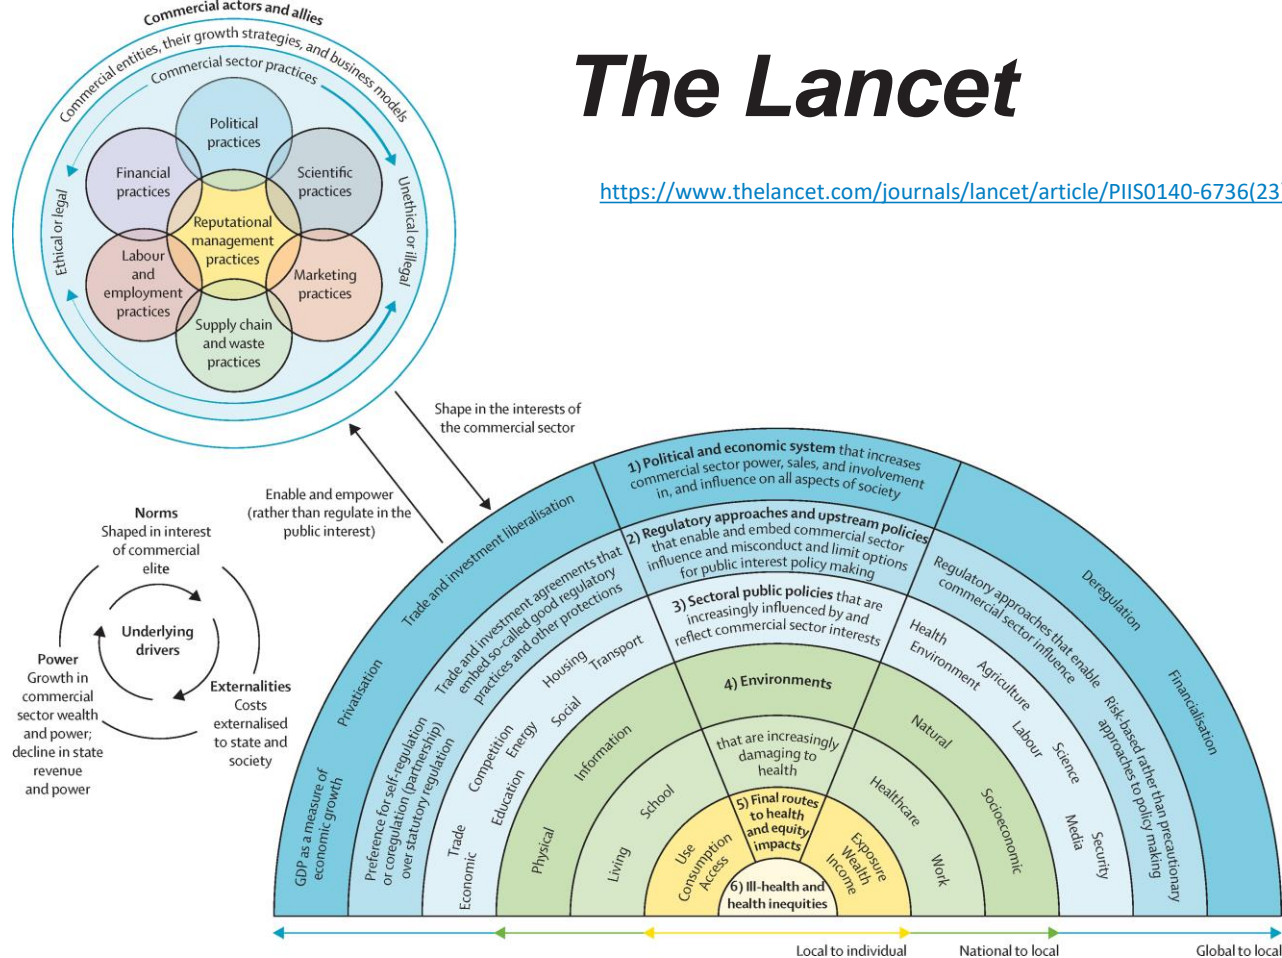 The Lancet
https://www.thelancet.com/journals/lancet/article/PIIS0140-6736(23)
Commercial actors and allies
Commercial entities, their growth strategies, and business models
Commercial sector practices
Ethical or legal
Unethical or illegal
Political
practices
Financial
practices
Scientific
practices
Reputational
management
practices
Labour
and
employment
practices
Marketing
practices
Supply chain
and waste
practices
Shape in the interests of
the commercial sector
Enable and empower
(rather than regulate in the
public interest)
Norms
Shaped in interest
of commercial
elite
Underlying
drivers
Power
Growth in
commercial
sector wealth
and power;
decline in state
revenue
and power
Externalities
Costs
externalised
to state and
society
1) Political and economic system that increases
commercial sector power, sales, and involvement
in, and influence on all aspects of society
GDP as a measure of
economic growth
Privatisation
Trade and investment liberalisation
Deregulation
Financialisation
2) Regulatory approaches and upstream policies
that enable and embed commercial sector
influence and misconduct and limit options
for public interest policy making
Preference for self-regulation
or coregulation (partnership)
over statutory regulation
Trade and investment agreements that
embed so-called good regulatory
practices and other protections
Regulatory approaches that enable
commercial sector influence
Risk-based rather than precautionary
approaches to policy making
3) Sectoral public policies that are
increasingly influenced by and
reflect commercial sector interests
Economic
Trade
Education
Competition
Energy
Social
Housing
Transport
Health
Environment
Agriculture
Labour
Science
Media
Security
4) Environments
that are increasingly
damaging to
health
Physical
Information
Natural
Socioeconomic
Living
School
Healthcare
Work
5) Final routes
to health
and equity
impacts
Use
Consumption
Access
Exposure
Wealth
Income
6) Ill-health and
health inequities
Local to individual
National to local
Global to local